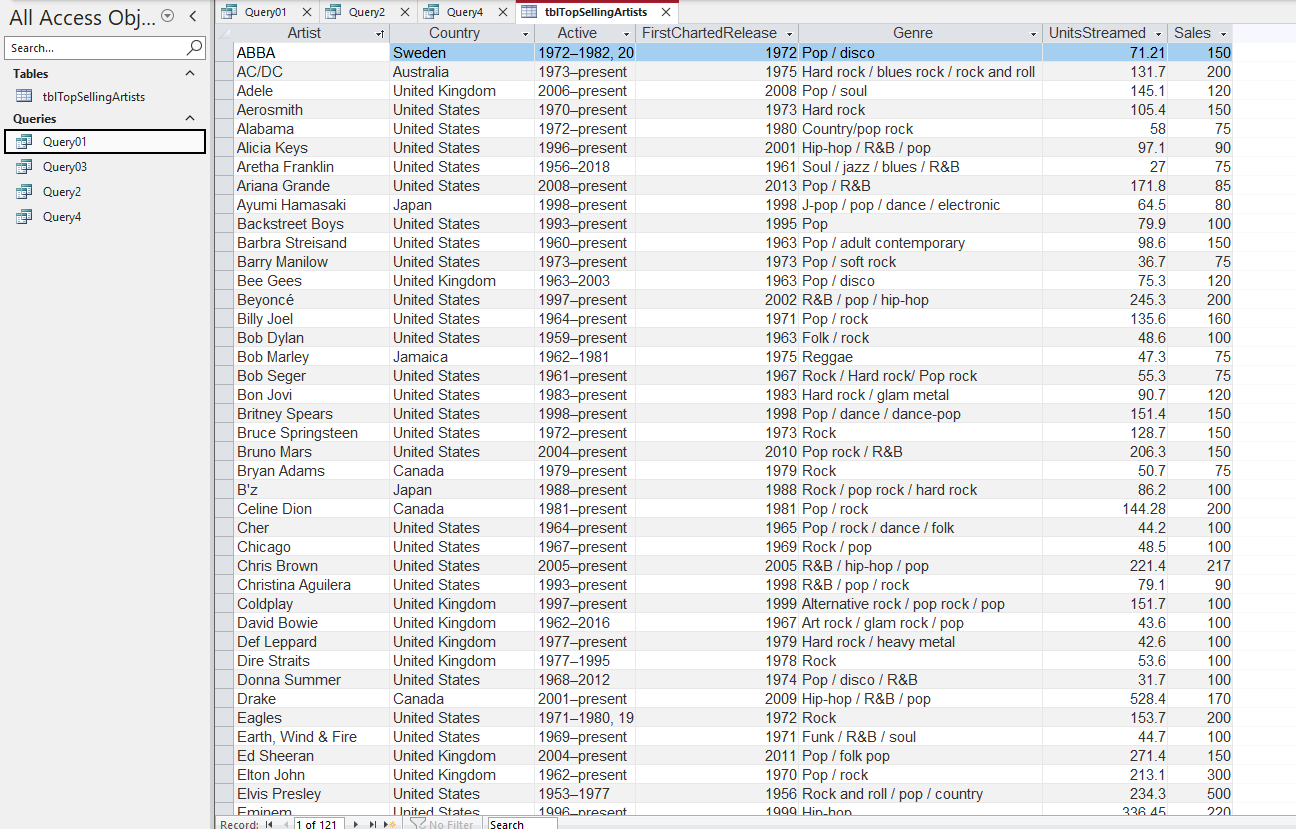 All Access Obj...
Search...
Tables
tblTopSellingArtists
Queries
Query01
Query03
Query2
Query4
Query01 Query2 Query4 tblTopSellingArtists
Artist Country Active FirstChartedRelease Genre UnitsStreamed Sales
ABBA Sweden 1972–1982, 20 1972 Pop / disco 71.21 150
AC/DC Australia 1973–present 1975 Hard rock / blues rock / rock and roll 131.7 200
Adele United Kingdom 2006–present 2008 Pop / soul 145.1 120
Aerosmith United States 1970–present 1973 Hard rock 105.4 150
Alabama United States 1972–present 1980 Country/pop rock 58 75
Alicia Keys United States 1996–present 2001 Hip-hop / R&B / pop 97.1 90
Aretha Franklin United States 1956–2018 1961 Soul / jazz / blues / R&B 27 75
Ariana Grande United States 2008–present 2013 Pop / R&B 171.8 85
Ayumi Hamasaki Japan 1998–present 1998 J-pop / pop / dance / electronic 64.5 80
Backstreet Boys United States 1993–present 1995 Pop 79.9 100
Barbra Streisand United States 1960–present 1963 Pop / adult contemporary 98.6 150
Barry Manilow United States 1973–present 1973 Pop / soft rock 36.7 75
Bee Gees United Kingdom 1963–2003 1963 Pop / disco 75.3 120
Beyoncé United States 1997–present 2002 R&B / pop / hip-hop 245.3 200
Billy Joel United States 1964–present 1971 Pop / rock 135.6 160
Bob Dylan United States 1959–present 1963 Folk / rock 48.6 100
Bob Marley Jamaica 1962–1981 1975 Reggae 47.3 75
Bob Seger United States 1961–present 1967 Rock / Hard rock/ Pop rock 55.3 75
Bon Jovi United States 1983–present 1983 Hard rock / glam metal 90.7 120
Britney Spears United States 1998–present 1998 Pop / dance / dance-pop 151.4 150
Bruce Springsteen United States 1972–present 1973 Rock 128.7 150
Bruno Mars United States 2004–present 2010 Pop rock / R&B 206.3 150
Bryan Adams Canada 1979–present 1979 Rock 50.7 75
B'z Japan 1988–present 1988 Rock / pop rock / hard rock 86.2 100
Celine Dion Canada 1981–present 1981 Pop / rock 144.28 200
Cher United States 1964–present 1965 Pop / rock / dance / folk 44.2 100
Chicago United States 1967–present 1969 Rock / pop 48.5 100
Chris Brown United States 2005–present 2005 R&B / hip-hop / pop 221.4 217
Christina Aguilera United States 1993–present 1998 R&B / pop / rock 79.1 90
Coldplay United Kingdom 1997–present 1999 Alternative rock / pop rock / pop 151.7 100
David Bowie United Kingdom 1962–2016 1967 Art rock / glam rock / pop 43.6 100
Def Leppard United Kingdom 1977–present 1979 Hard rock / heavy metal 42.6 100
Dire Straits United Kingdom 1977–1995 1978 Rock 53.6 100
Donna Summer United States 1968–2012 1974 Pop / disco / R&B 31.7 100
Drake Canada 2001–present 2009 Hip-hop / R&B / pop 528.4 170
Eagles United States 1971–1980, 19 1972 Rock 153.7 200
Earth, Wind & Fire United States 1969–present 1971 Funk / R&B / soul 44.7 100
Ed Sheeran United Kingdom 2004–present 2011 Pop / folk pop 271.4 150
Elton John United Kingdom 1962–present 1970 Pop / rock 213.1 300
Elvis Presley United States 1953–1977 1956 Rock and roll / pop / country 234.3 500
Eminem United States 1996–present 1999 Hip-hop 336.45 220
Record: 1 of 121 No Filter Search